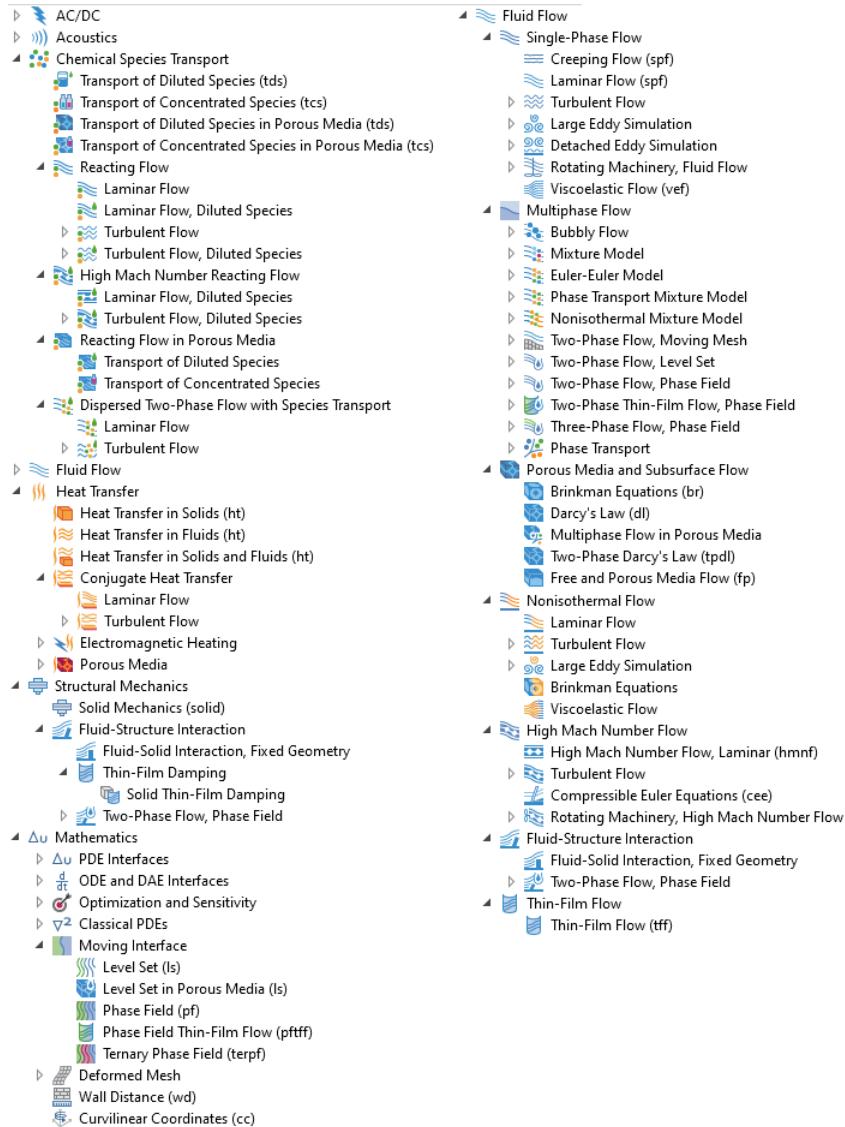 AC/DC
Acoustics
Chemical Species Transport
Transport of Diluted Species (tds)
Transport of Concentrated Species (tcs)
Transport of Diluted Species in Porous Media (tds)
Transport of Concentrated Species in Porous Media (tcs)
Reacting Flow
Laminar Flow
Laminar Flow, Diluted Species
Turbulent Flow
Turbulent Flow, Diluted Species
High Mach Number Reacting Flow
Laminar Flow, Diluted Species
Turbulent Flow, Diluted Species
Reacting Flow in Porous Media
Transport of Diluted Species
Transport of Concentrated Species
Dispersed Two-Phase Flow with Species Transport
Laminar Flow
Turbulent Flow
Fluid Flow
Heat Transfer
Heat Transfer in Solids (ht)
Heat Transfer in Fluids (ht)
Heat Transfer in Solids and Fluids (ht)
Conjugate Heat Transfer
Laminar Flow
Turbulent Flow
Electromagnetic Heating
Porous Media
Structural Mechanics
Solid Mechanics (solid)
Fluid-Structure Interaction
Fluid-Solid Interaction, Fixed Geometry
Thin-Film Damping
Solid Thin-Film Damping
Two-Phase Flow, Phase Field
Δu Mathematics
Δu PDE Interfaces
d/dt ODE and DAE Interfaces
Optimization and Sensitivity
∇² Classical PDEs
Moving Interface
Level Set (ls)
Level Set in Porous Media (ls)
Phase Field (pf)
Phase Field Thin-Film Flow (pftff)
Ternary Phase Field (terpf)
Deformed Mesh
Wall Distance (wd)
Curvilinear Coordinates (cc)
Fluid Flow
Single-Phase Flow
Creeping Flow (spf)
Laminar Flow (spf)
Turbulent Flow
Large Eddy Simulation
Detached Eddy Simulation
Rotating Machinery, Fluid Flow
Viscoelastic Flow (vef)
Multiphase Flow
Bubbly Flow
Mixture Model
Euler-Euler Model
Phase Transport Mixture Model
Nonisothermal Mixture Model
Two-Phase Flow, Moving Mesh
Two-Phase Flow, Level Set
Two-Phase Flow, Phase Field
Two-Phase Thin-Film Flow, Phase Field
Three-Phase Flow, Phase Field
Phase Transport
Porous Media and Subsurface Flow
Brinkman Equations (br)
Darcy's Law (dl)
Multiphase Flow in Porous Media
Two-Phase Darcy's Law (tpdl)
Free and Porous Media Flow (fp)
Nonisothermal Flow
Laminar Flow
Turbulent Flow
Large Eddy Simulation
Brinkman Equations
Viscoelastic Flow
High Mach Number Flow
High Mach Number Flow, Laminar (hmnf)
Turbulent Flow
Compressible Euler Equations (cee)
Rotating Machinery, High Mach Number Flow
Fluid-Structure Interaction
Fluid-Solid Interaction, Fixed Geometry
Two-Phase Flow, Phase Field
Thin-Film Flow
Thin-Film Flow (tff)